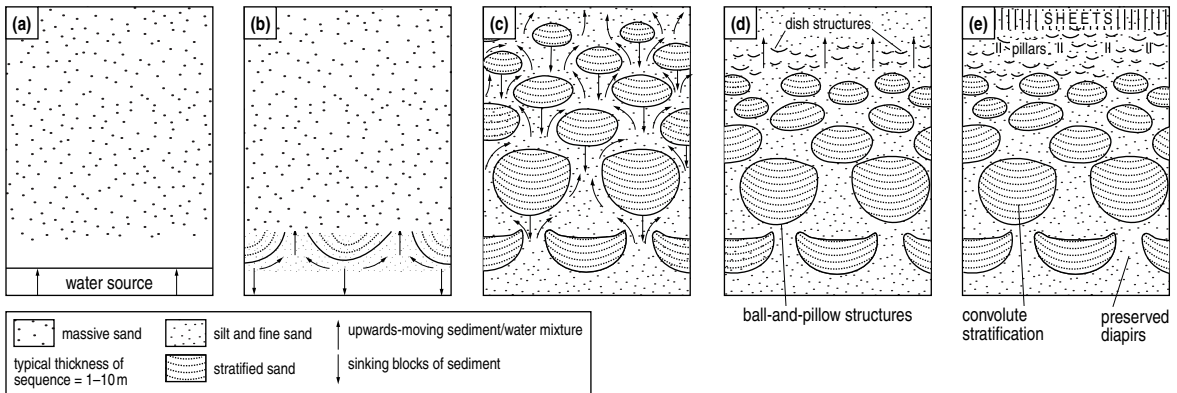 (a)
water source
(b)
(c)
(d)
dish structures
(e)
SHEETS
pillars
ball-and-pillow structures
convolute
stratification
preserved
diapirs
massive sand
typical thickness of
sequence = 1–10 m
silt and fine sand
stratified sand
upwards-moving sediment/water mixture
sinking blocks of sediment